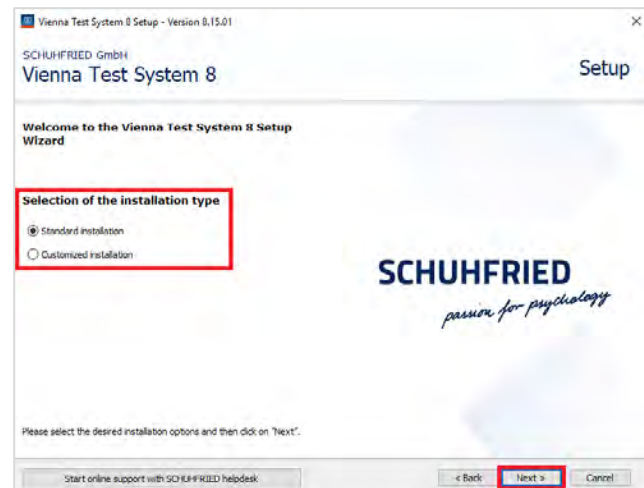 Vienna Test System 8 Setup - Version 8.15.01
SCHUHFRIED GmbH
Vienna Test System 8
Setup
Welcome to the Vienna Test System 8 Setup
Wizard
Selection of the installation type
Standard installation
Customized installation
SCHUHFRIED
passion for psychology
Please select the desired installation options and then click on "Next".
Start online support with SCHUHFRIED helpdesk
< Back
Next >
Cancel